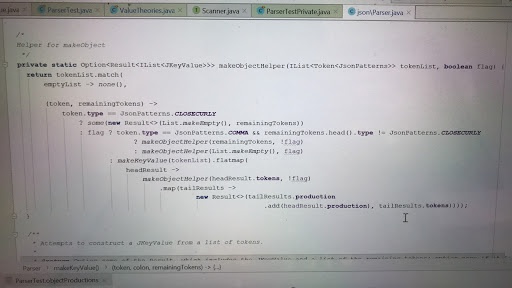 ParserTest.java
ValueTheories.java
Scanner.java
ParserTestPrivate.java
json\Parser.java
/*
Helper for makeObject
*/
private static Option<Result<IList<JKeyValue>>> makeObjectHelper(IList<Token<JsonPatterns>> tokenList, boolean flag) {
return tokenList.match(
emptyList -> none(),
(token, remainingTokens) ->
token.type == JsonPatterns.CLOSECURLY
? some(new Result<>(List.makeEmpty(), remainingTokens))
: flag ? token.type == JsonPatterns.COMMA && remainingTokens.head().type != JsonPatterns.CLOSECURLY
? makeObjectHelper(remainingTokens, !flag)
: makeObjectHelper(List.makeEmpty(), flag)
: makeKeyValue(tokenList).flatmap(
headResult ->
makeObjectHelper(headResult.tokens, !flag)
.map(tailResults ->
new Result<>(tailResults.production
.add(headResult.production), tailResults.tokens))));
}
/**
* Attempts to construct a JKeyValue from a list of tokens.
Parser > makeKeyValue() > (token, colon, remainingTokens) -> {...}
ParserTest.objectProductions